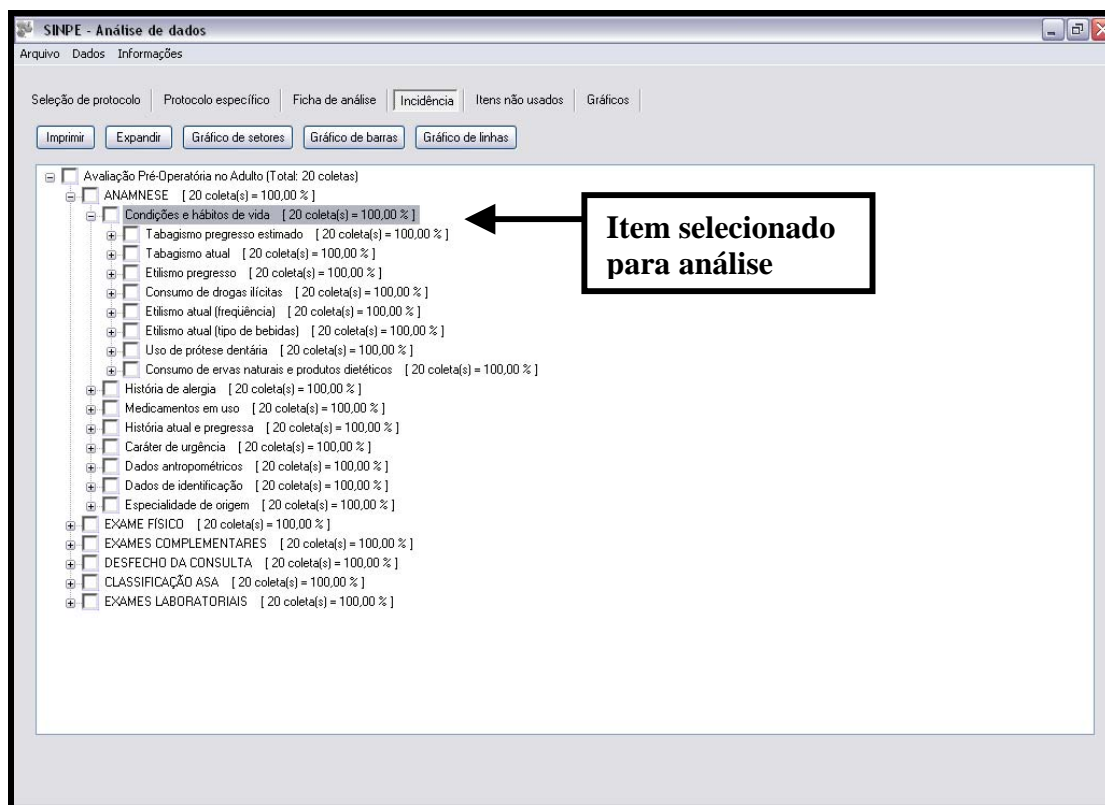 SINPE - Análise de dados
Arquivo Dados Informações
Seleção de protocolo Protocolo específico Ficha de análise Incidência Itens não usados Gráficos
Imprimir Expandir Gráfico de setores Gráfico de barras Gráfico de linhas
Avaliação Pré-Operatória no Adulto (Total: 20 coletas)
ANAMNESE [ 20 coleta(s) = 100,00 % ]
Condições e hábitos de vida [ 20 coleta(s) = 100,00 % ]
Tabagismo pregresso estimado [ 20 coleta(s) = 100,00 % ]
Tabagismo atual [ 20 coleta(s) = 100,00 % ]
Etilismo pregresso [ 20 coleta(s) = 100,00 % ]
Consumo de drogas ilícitas [ 20 coleta(s) = 100,00 % ]
Etilismo atual (freqüência) [ 20 coleta(s) = 100,00 % ]
Etilismo atual (tipo de bebidas) [ 20 coleta(s) = 100,00 % ]
Uso de prótese dentária [ 20 coleta(s) = 100,00 % ]
Consumo de ervas naturais e produtos dietéticos [ 20 coleta(s) = 100,00 % ]
História de alergia [ 20 coleta(s) = 100,00 % ]
Medicamentos em uso [ 20 coleta(s) = 100,00 % ]
História atual e pregressa [ 20 coleta(s) = 100,00 % ]
Caráter de urgência [ 20 coleta(s) = 100,00 % ]
Dados antropométricos [ 20 coleta(s) = 100,00 % ]
Dados de identificação [ 20 coleta(s) = 100,00 % ]
Especialidade de origem [ 20 coleta(s) = 100,00 % ]
EXAME FÍSICO [ 20 coleta(s) = 100,00 % ]
EXAMES COMPLEMENTARES [ 20 coleta(s) = 100,00 % ]
DESFECHO DA CONSULTA [ 20 coleta(s) = 100,00 % ]
CLASSIFICAÇÃO ASA [ 20 coleta(s) = 100,00 % ]
EXAMES LABORATORIAIS [ 20 coleta(s) = 100,00 % ]
Item selecionado
para análise